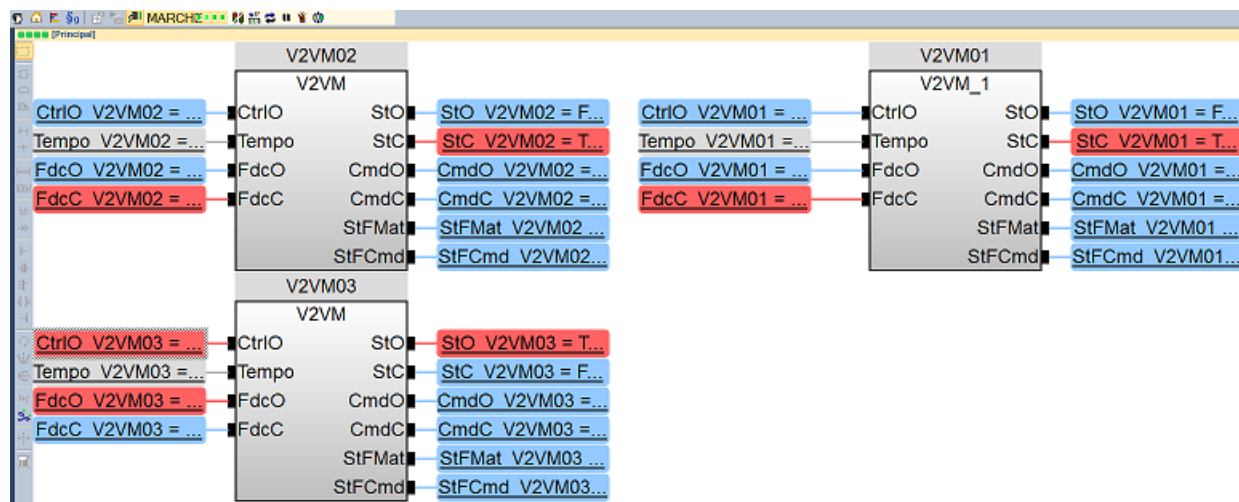 MARCHE
[Principal]
V2VM02
V2VM
CtrlO_V2VM02 = ...
CtrlO
StO
StO_V2VM02 = F...
Tempo_V2VM02 =...
Tempo
StC
StC_V2VM02 = T...
FdcO_V2VM02 = ...
FdcO
CmdO
CmdO_V2VM02 =...
FdcC_V2VM02 = ...
FdcC
CmdC
CmdC_V2VM02 =...
StFMat
StFMat_V2VM02 ...
StFCmd
StFCmd_V2VM02...
V2VM01
V2VM_1
CtrlO_V2VM01 = ...
CtrlO
StO
StO_V2VM01 = F...
Tempo_V2VM01 =...
Tempo
StC
StC_V2VM01 = T...
FdcO_V2VM01 = ...
FdcO
CmdO
CmdO_V2VM01 =...
FdcC_V2VM01 = ...
FdcC
CmdC
CmdC_V2VM01 =...
StFMat
StFMat_V2VM01 ...
StFCmd
StFCmd_V2VM01...
V2VM03
V2VM
CtrlO_V2VM03 = ...
CtrlO
StO
StO_V2VM03 = T...
Tempo_V2VM03 =...
Tempo
StC
StC_V2VM03 = F...
FdcO_V2VM03 = ...
FdcO
CmdO
CmdO_V2VM03 =...
FdcC_V2VM03 = ...
FdcC
CmdC
CmdC_V2VM03 =...
StFMat
StFMat_V2VM03 ...
StFCmd
StFCmd_V2VM03...